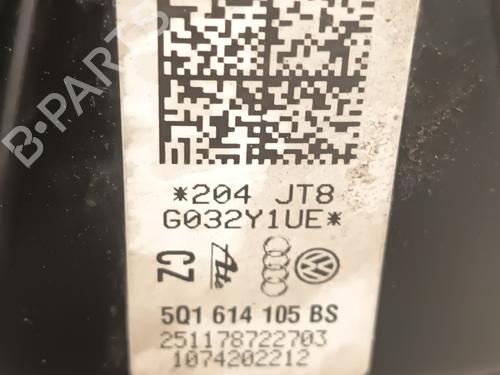 B-PARTS
*204 JT8
G032Y1UE*
CZ Ate
5Q1 614 105 BS
251178722703
1074202212